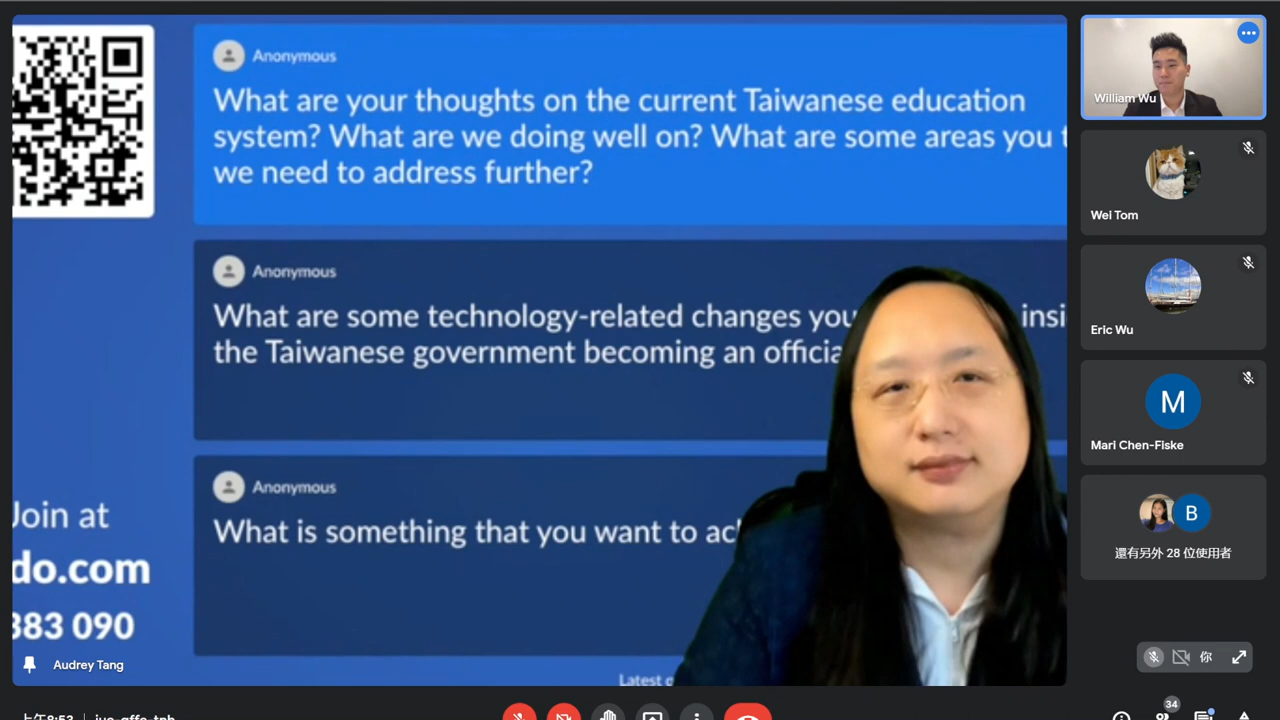 Anonymous
What are your thoughts on the current Taiwanese education
system? What are we doing well on? What are some areas you
we need to address further?
Anonymous
What are some technology-related changes you
the Taiwanese government becoming an
Anonymous
What is something that you want to
Join at
do.com
383 090
Latest
Audrey Tang
William Wu
Wei Tom
Eric Wu
M
Mari Chen-Fiske
B
還有另外 28 位使用者
你
上午8:53
34